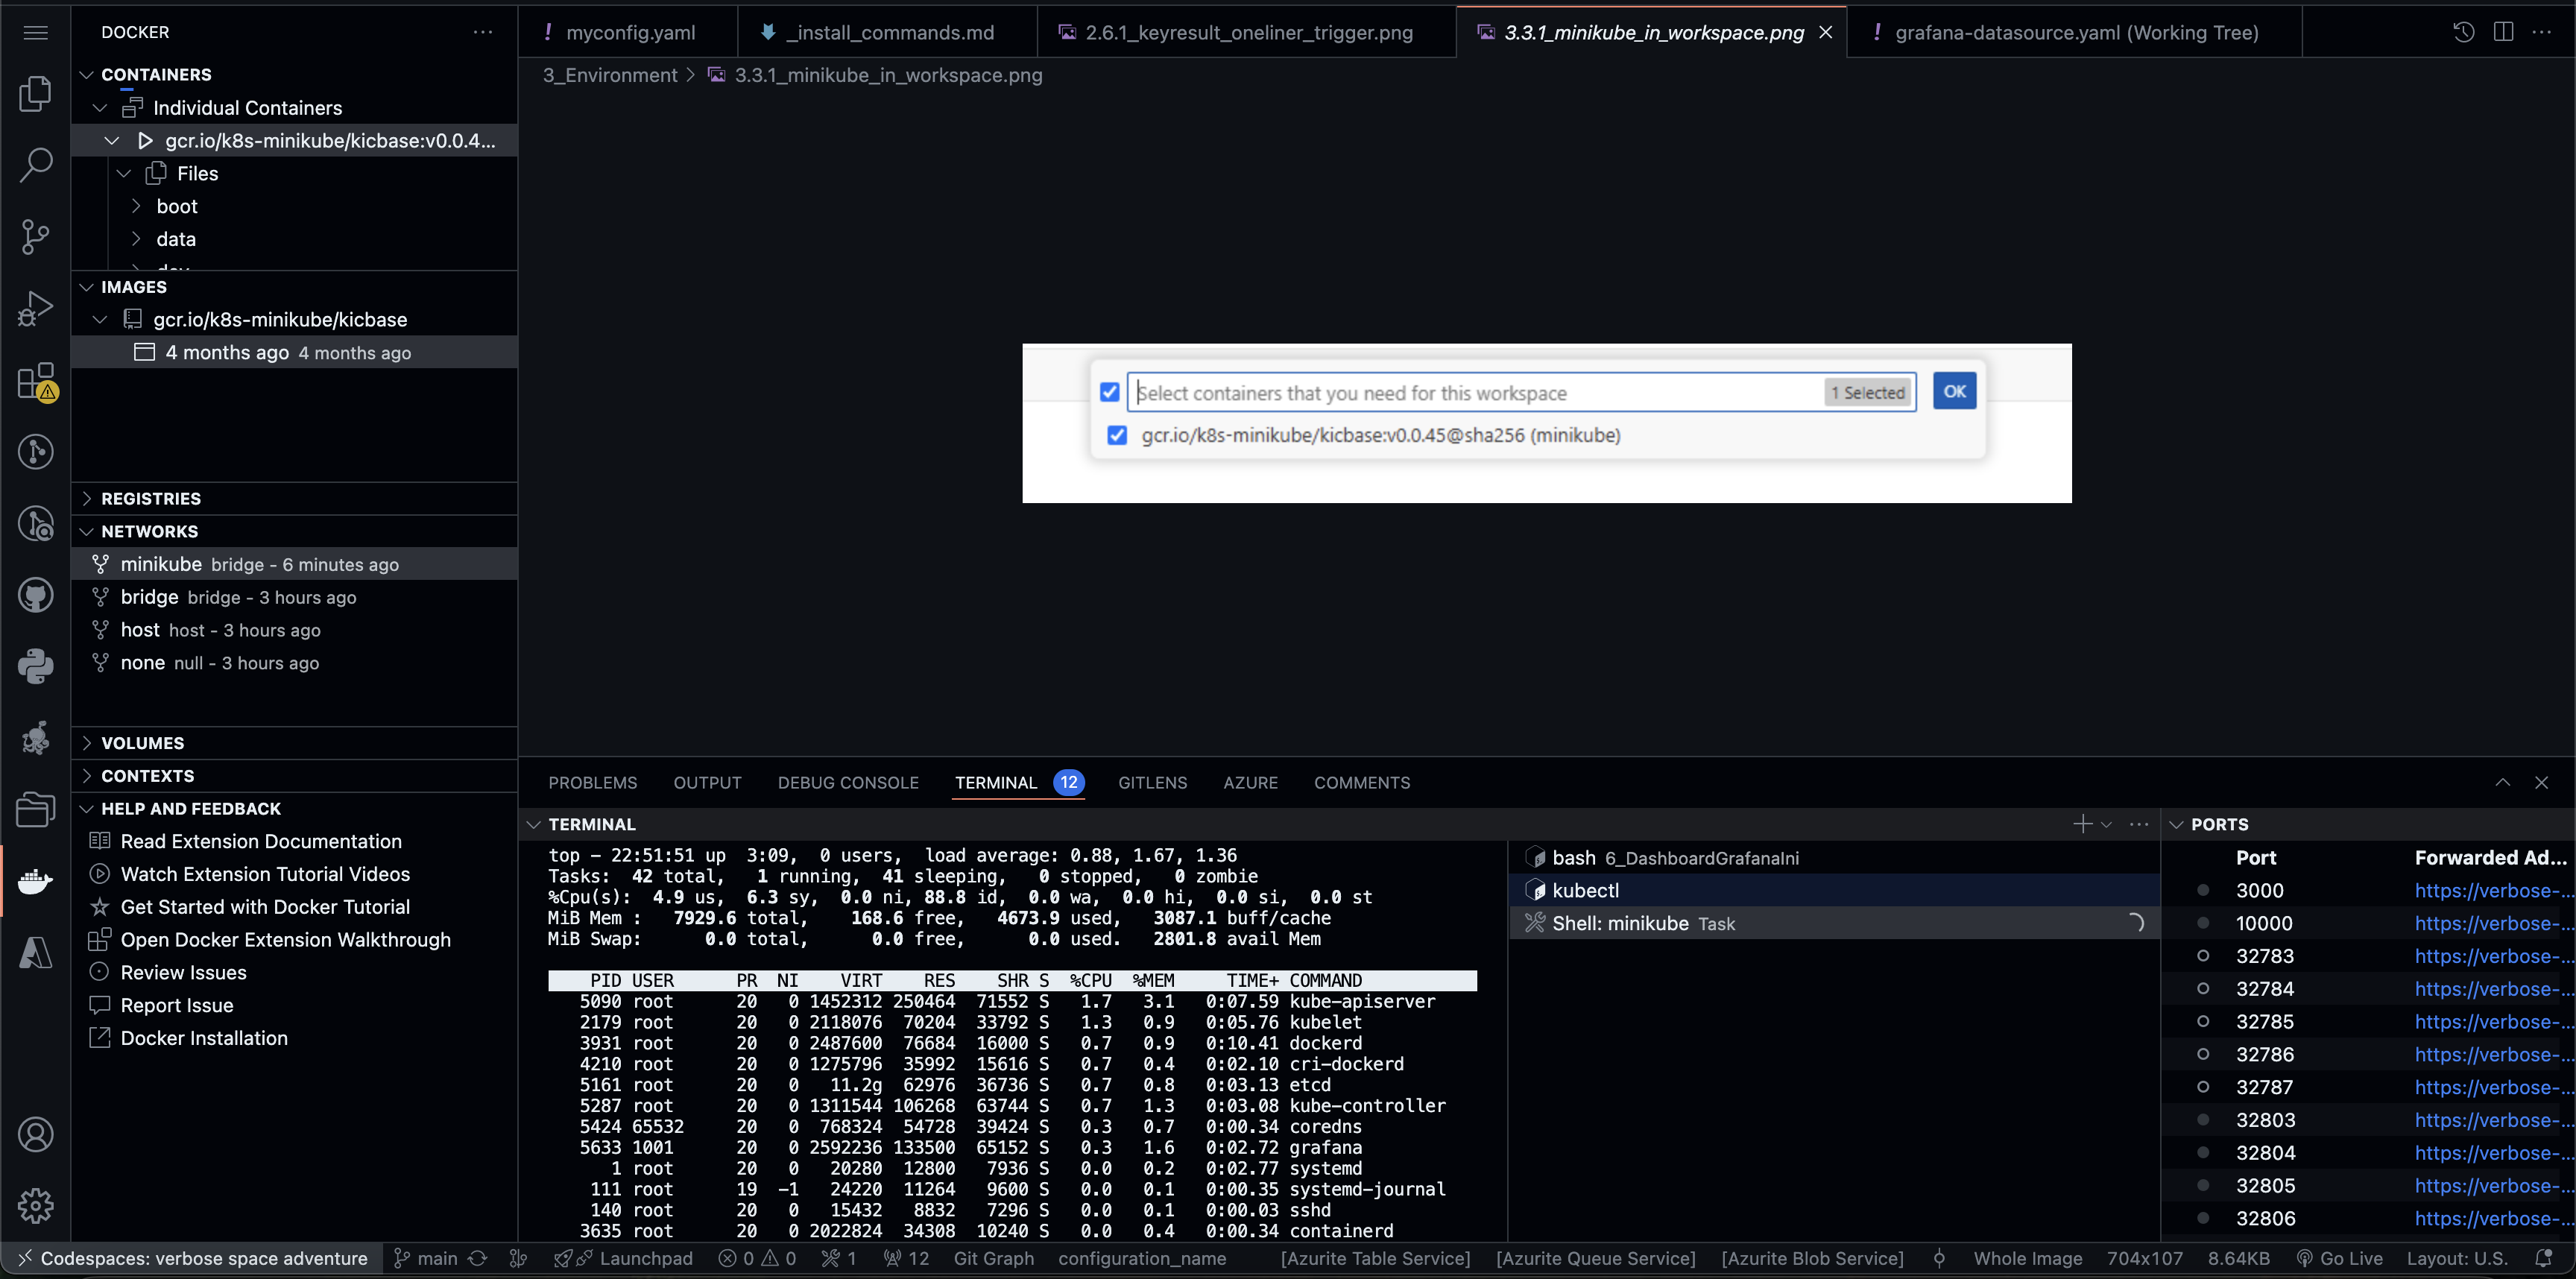 DOCKER
CONTAINERS
Individual Containers
gcr.io/k8s-minikube/kicbase:v0.0.4...
Files
boot
data
IMAGES
gcr.io/k8s-minikube/kicbase
4 months ago 4 months ago
REGISTRIES
NETWORKS
minikube bridge - 6 minutes ago
bridge bridge - 3 hours ago
host host - 3 hours ago
none null - 3 hours ago
VOLUMES
CONTEXTS
HELP AND FEEDBACK
Read Extension Documentation
Watch Extension Tutorial Videos
Get Started with Docker Tutorial
Open Docker Extension Walkthrough
Review Issues
Report Issue
Docker Installation
! myconfig.yaml
_install_commands.md
2.6.1_keyresult_oneliner_trigger.png
3.3.1_minikube_in_workspace.png
! grafana-datasource.yaml (Working Tree)
3_Environment > 3.3.1_minikube_in_workspace.png
Select containers that you need for this workspace 1 Selected OK
gcr.io/k8s-minikube/kicbase:v0.0.45@sha256 (minikube)
PROBLEMS OUTPUT DEBUG CONSOLE TERMINAL 12 GITLENS AZURE COMMENTS
TERMINAL
top - 22:51:51 up 3:09, 0 users, load average: 0.88, 1.67, 1.36
Tasks: 42 total, 1 running, 41 sleeping, 0 stopped, 0 zombie
%Cpu(s): 4.9 us, 6.3 sy, 0.0 ni, 88.8 id, 0.0 wa, 0.0 hi, 0.0 si, 0.0 st
MiB Mem : 7929.6 total, 168.6 free, 4673.9 used, 3087.1 buff/cache
MiB Swap: 0.0 total, 0.0 free, 0.0 used. 2801.8 avail Mem
PID USER PR NI VIRT RES SHR S %CPU %MEM TIME+ COMMAND
5090 root 20 0 1452312 250464 71552 S 1.7 3.1 0:07.59 kube-apiserver
2179 root 20 0 2118076 70204 33792 S 1.3 0.9 0:05.76 kubelet
3931 root 20 0 2487600 76684 16000 S 0.7 0.9 0:10.41 dockerd
4210 root 20 0 1275796 35992 15616 S 0.7 0.4 0:02.10 cri-dockerd
5161 root 20 0 11.2g 62976 36736 S 0.7 0.8 0:03.13 etcd
5287 root 20 0 1311544 106268 63744 S 0.7 1.3 0:03.08 kube-controller
5424 65532 20 0 768324 54728 39424 S 0.3 0.7 0:00.34 coredns
5633 1001 20 0 2592236 133500 65152 S 0.3 1.6 0:02.72 grafana
1 root 20 0 20280 12800 7936 S 0.0 0.2 0:02.77 systemd
111 root 19 -1 24220 11264 9600 S 0.0 0.1 0:00.35 systemd-journal
140 root 20 0 15432 8832 7296 S 0.0 0.1 0:00.03 sshd
3635 root 20 0 2022824 34308 10240 S 0.0 0.4 0:00.34 containerd
bash 6_DashboardGrafanaIni
kubectl
Shell: minikube Task
PORTS
Port Forwarded Ad...
3000 https://verbose-...
10000 https://verbose-...
32783 https://verbose-...
32784 https://verbose-...
32785 https://verbose-...
32786 https://verbose-...
32787 https://verbose-...
32803 https://verbose-...
32804 https://verbose-...
32805 https://verbose-...
32806 https://verbose-...
Codespaces: verbose space adventure main Launchpad 0 0 1 12 Git Graph configuration_name [Azurite Table Service] [Azurite Queue Service] [Azurite Blob Service] Whole Image 704x107 8.64KB Go Live Layout: U.S.